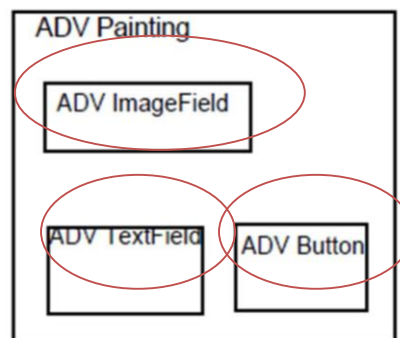 ADV Painting
ADV ImageField
ADV TextField
ADV Button